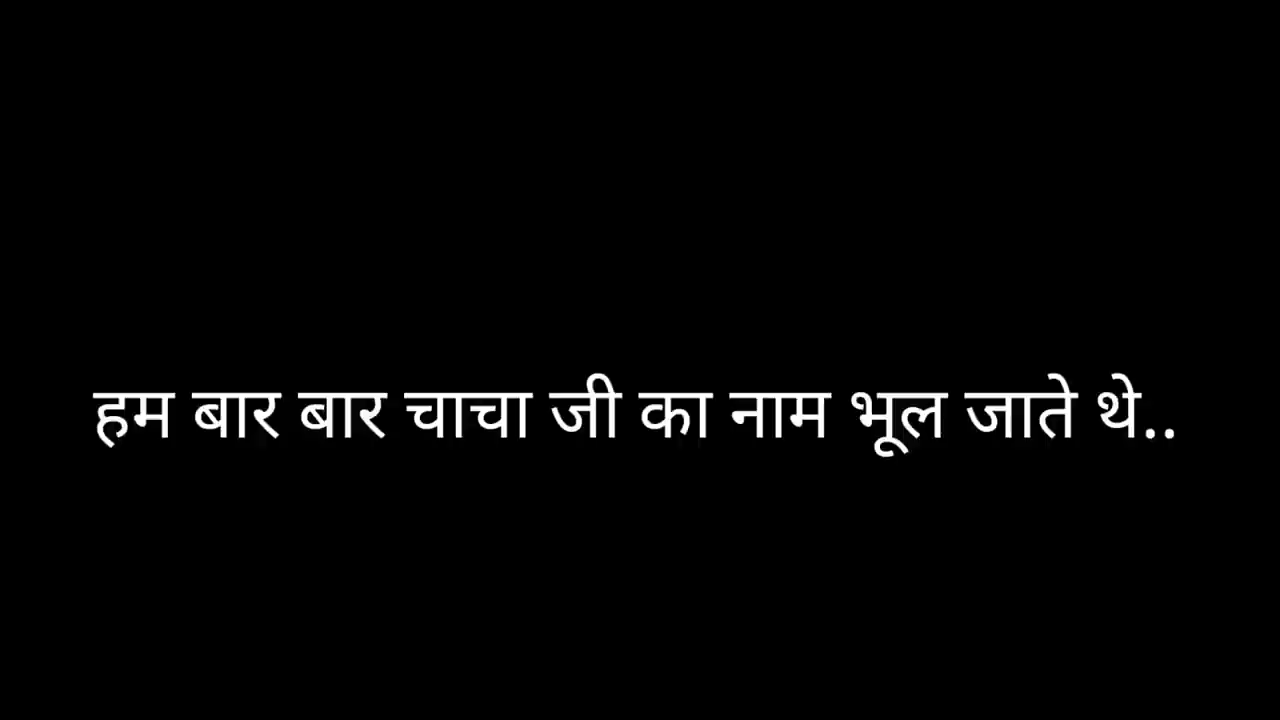 हम बार बार चाचा जी का नाम भूल जाते थे..